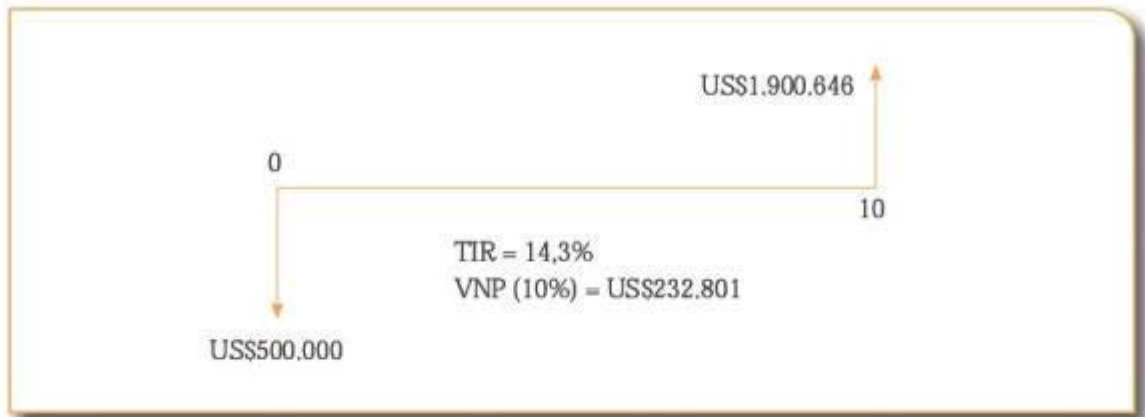 US$1.900.646
0
10
TIR = 14,3%
VNP (10%) = US$232.801
US$500.000